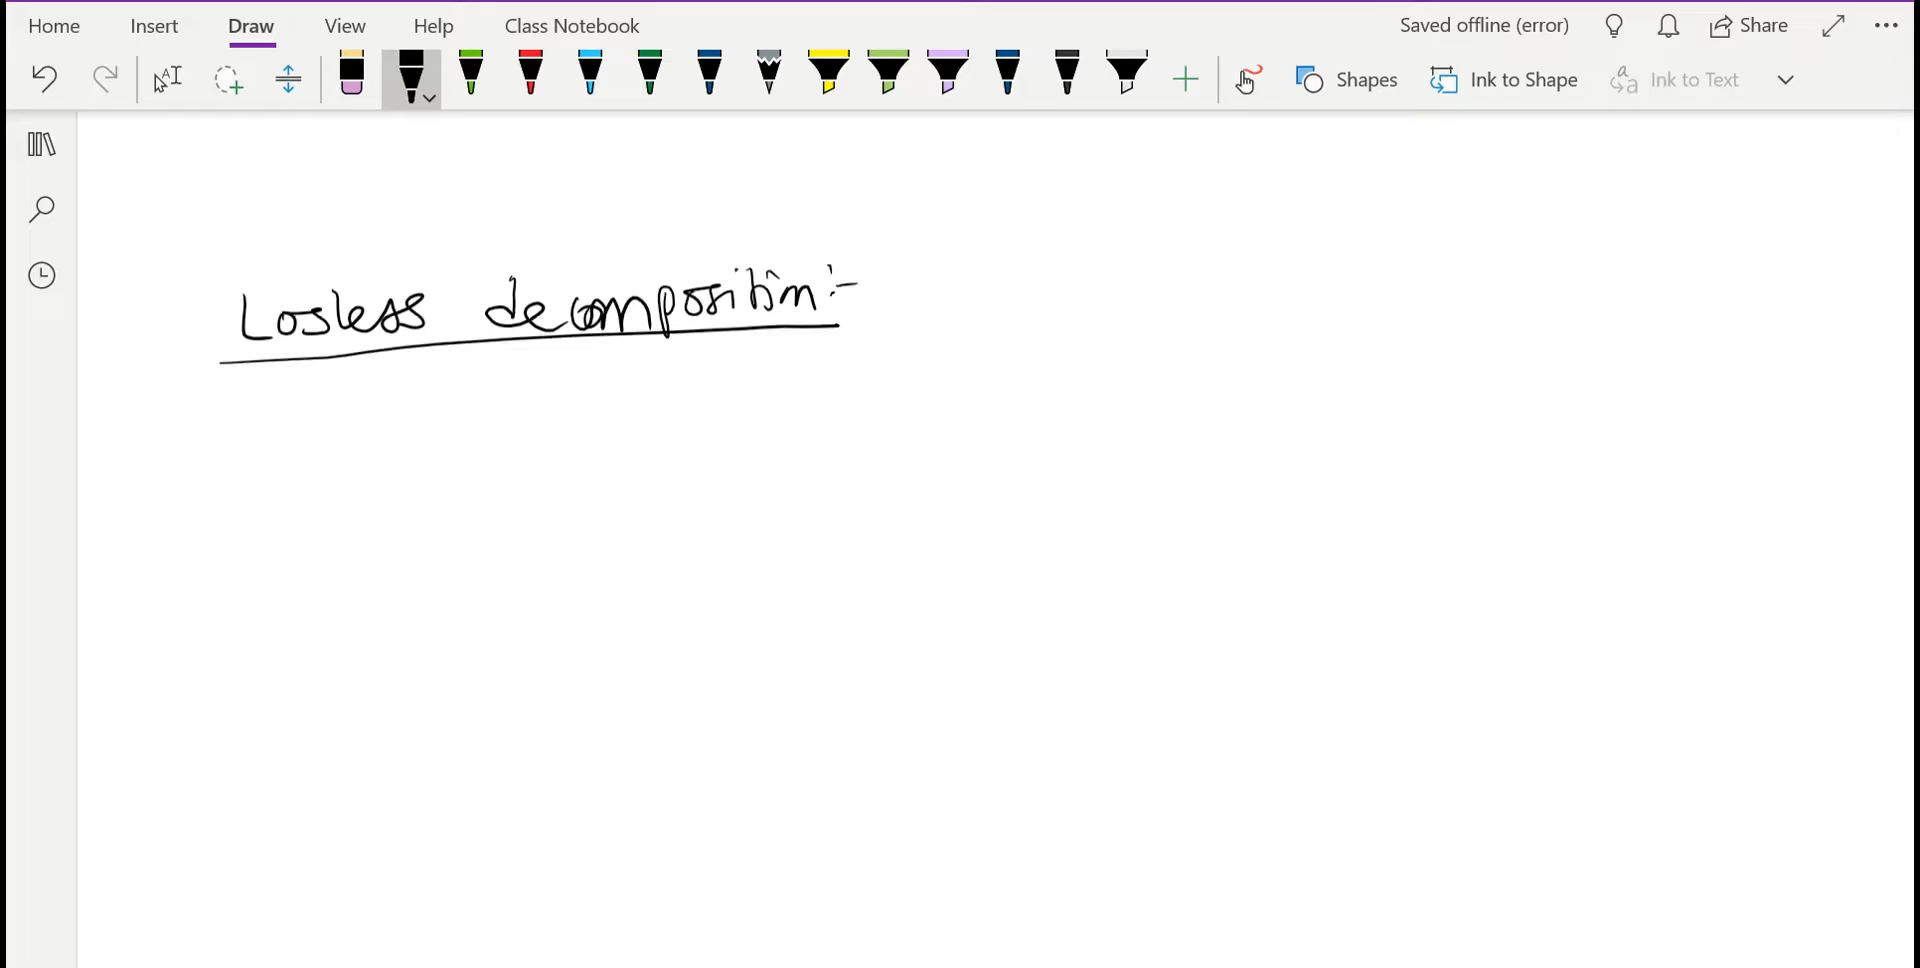 Home Insert Draw View Help Class Notebook Saved offline (error) Share
Shapes Ink to Shape Ink to Text
Losless decomposition:-